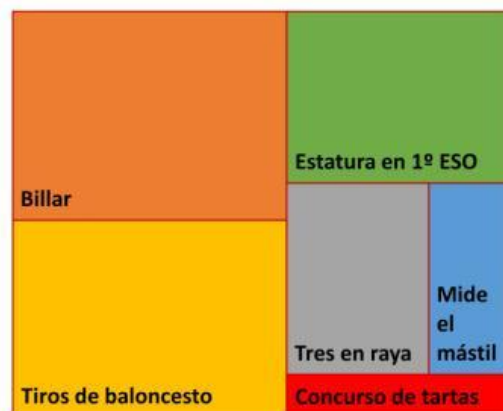 Billar
Estatura en 1º ESO
Tiros de baloncesto
Tres en raya
Mide
el
mástil
Concurso de tartas